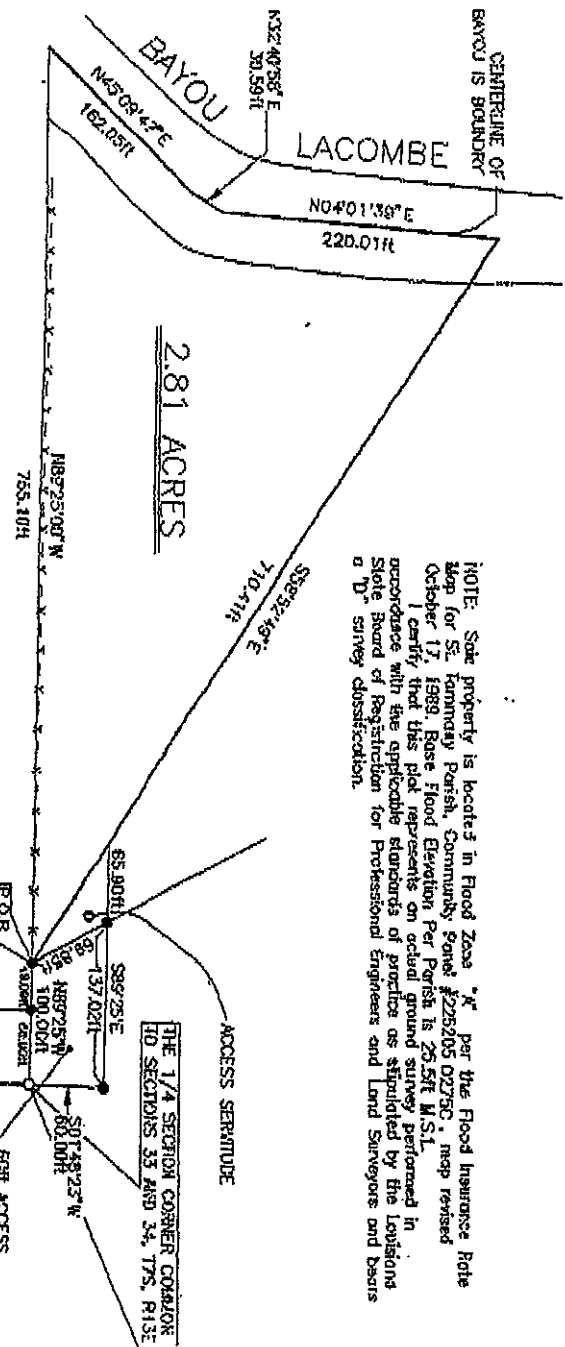 CENTERLINE OF
BAYOU IS BOUNDRY
N32°40'58"E
30.59ft
BAYOU
LACOMBE
N45°09'47"E
162.05ft
N04°01'39"E
220.01ft
2.81 ACRES
N89°25'00"W
755.10ft
S58°52'49"E
710.41ft
NOTE: Said property is located in Flood Zone "A" per the Flood Insurance Rate
Map for St. Tammany Parish, Community Panel #225205 0275C, map revised
October 17, 1989. Base Flood Elevation Per Parish is 25.5ft M.S.L.
I certify that this plat represents an actual ground survey performed in
accordance with the applicable standards of practice as stipulated by the Louisiana
State Board of Registration for Professional Engineers and Land Surveyors and bears
a "D" survey classification.
ACCESS SERVITUDE
65.90ft
S89°25'E
137.02ft
69.85ft
P.O.B.
N89°25'W
100.00ft
S01°48'23"W
60.00ft
THE 1/4 SECTION CORNER COMMON
TO SECTIONS 33 AND 34, T7S, R13E
ACCESS